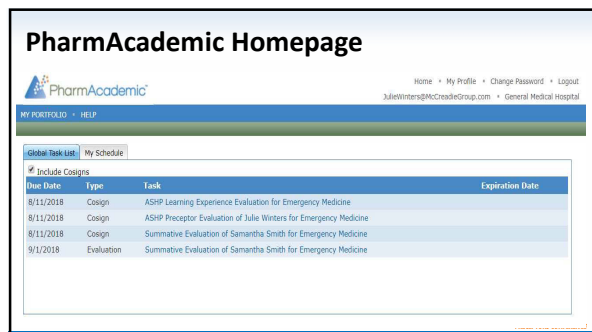 PharmAcademic Homepage
PharmAcademic
Home • My Profile • Change Password • Logout
JulieWinters@McCreadieGroup.com • General Medical Hospital
MY PORTFOLIO • HELP
Global Task List My Schedule
Include Cosigns
Due Date Type Task Expiration Date
8/11/2018 Cosign ASHP Learning Experience Evaluation for Emergency Medicine
8/11/2018 Cosign ASHP Preceptor Evaluation of Julie Winters for Emergency Medicine
8/11/2018 Cosign Summative Evaluation of Samantha Smith for Emergency Medicine
9/1/2018 Evaluation Summative Evaluation of Samantha Smith for Emergency Medicine